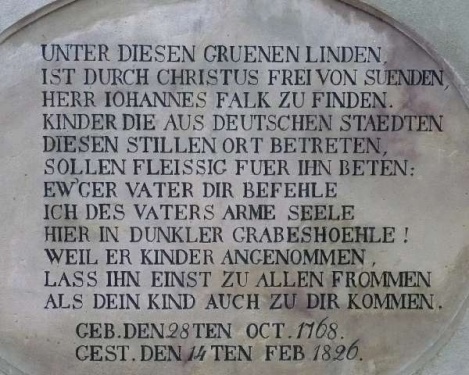 UNTER DIESEN GRUENEN LINDEN,
IST DURCH CHRISTUS FREI VON SUENDEN,
HERR IOHANNES FALK ZU FINDEN.
KINDER DIE AUS DEUTSCHEN STAEDTEN
DIESEN STILLEN ORT BETRETEN,
SOLLEN FLEISSIG FUER IHN BETEN:
EW'GER VATER DIR BEFEHLE
ICH DES VATERS ARME SEELE
HIER IN DUNKLER GRABESHOEHLE!
WEIL ER KINDER ANGENOMMEN,
LASS IHN EINST ZU ALLEN FROMMEN
ALS DEIN KIND AUCH ZU DIR KOMMEN.
GEB. DEN 28TEN OCT. 1768.
GEST. DEN 14 TEN FEB 1826.